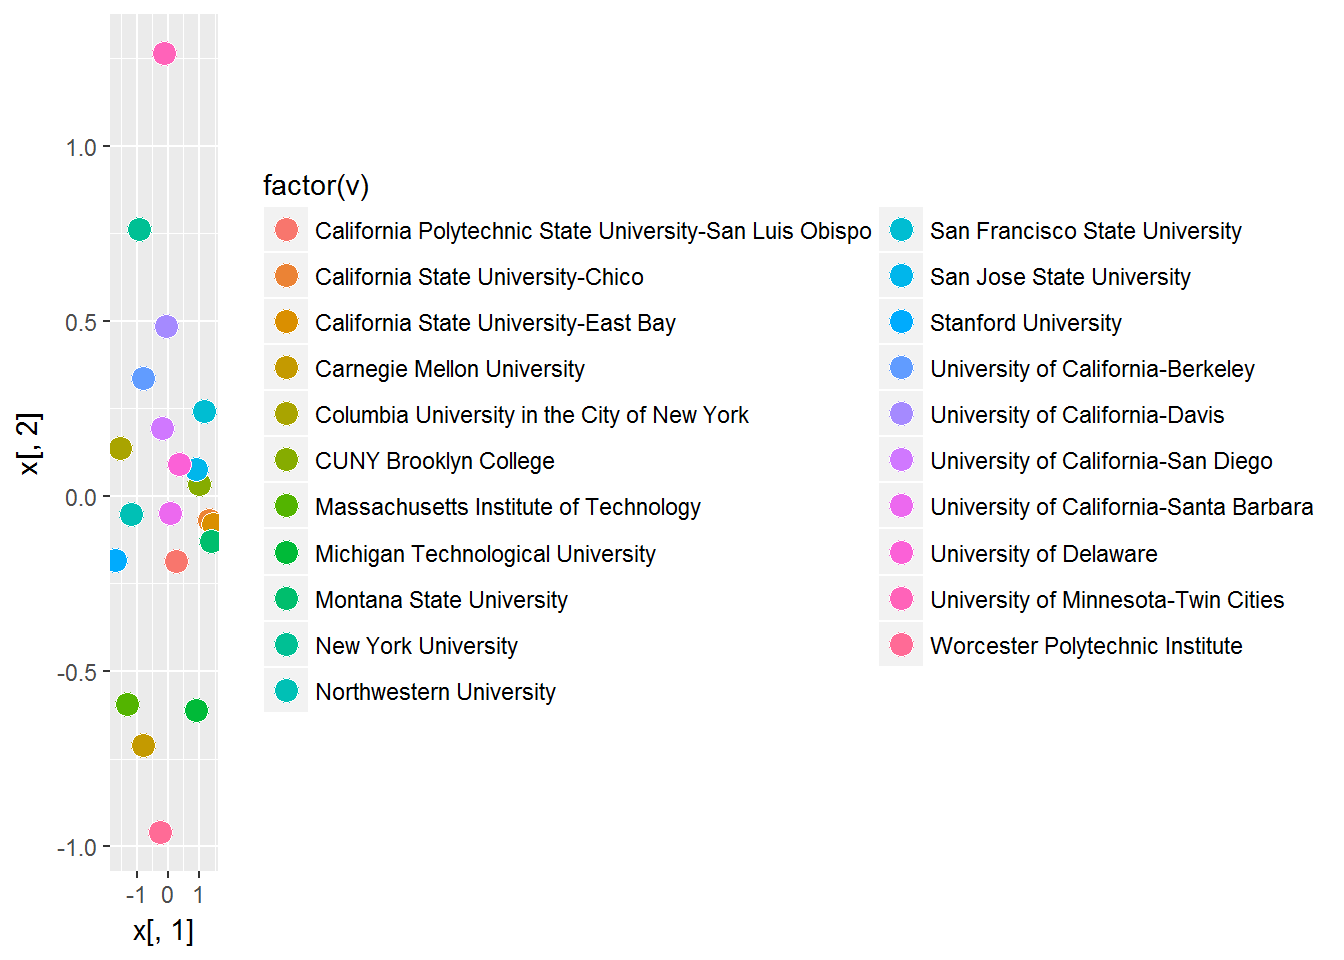 1.0
0.5
0.0
-0.5
-1.0
x[, 2]
-1 0 1
x[, 1]
factor(v)
California Polytechnic State University-San Luis Obispo
California State University-Chico
California State University-East Bay
Carnegie Mellon University
Columbia University in the City of New York
CUNY Brooklyn College
Massachusetts Institute of Technology
Michigan Technological University
Montana State University
New York University
Northwestern University
San Francisco State University
San Jose State University
Stanford University
University of California-Berkeley
University of California-Davis
University of California-San Diego
University of California-Santa Barbara
University of Delaware
University of Minnesota-Twin Cities
Worcester Polytechnic Institute